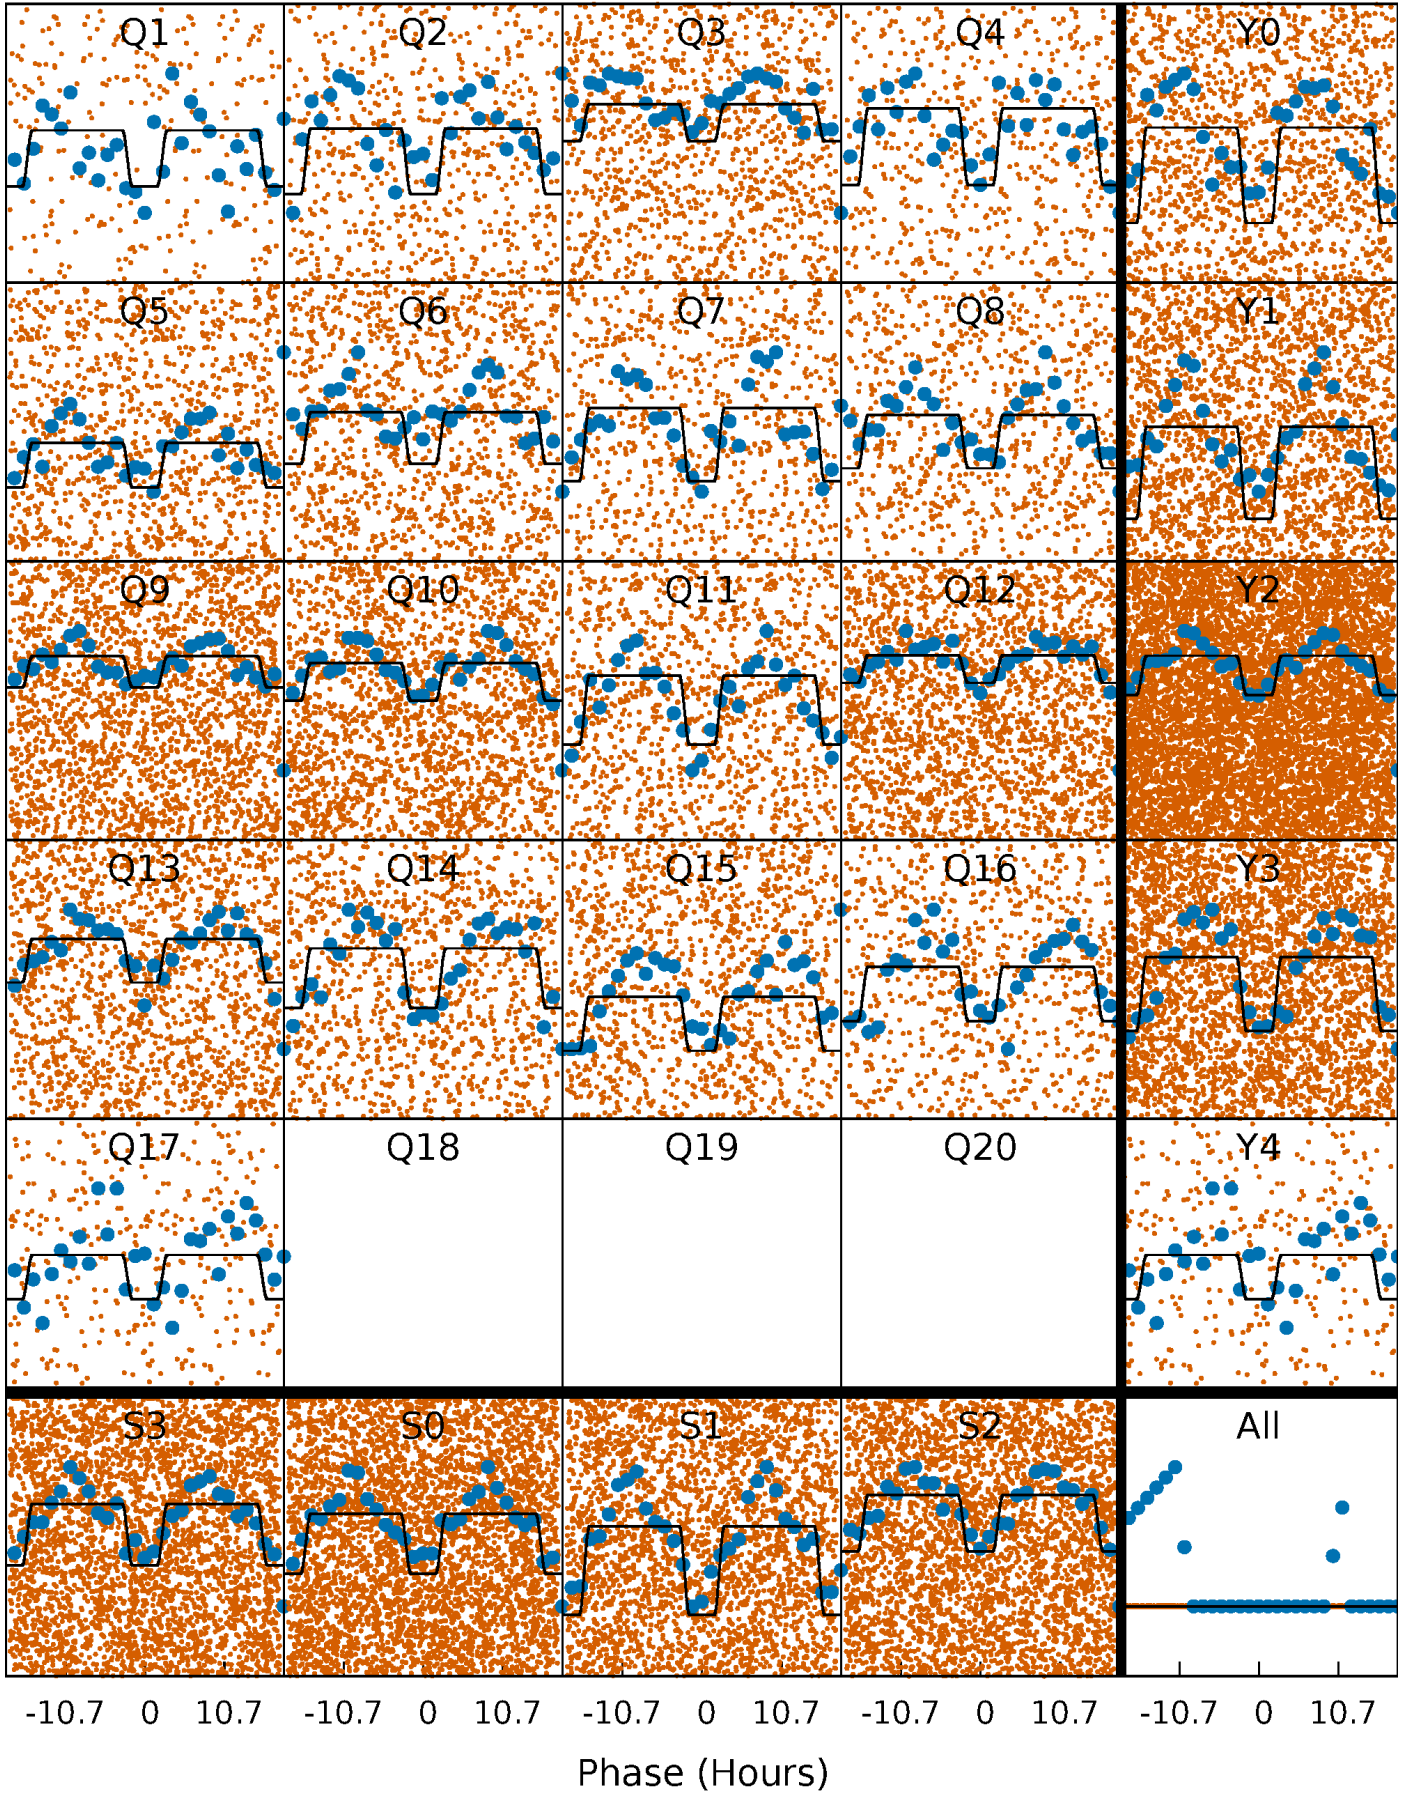 Q1 Q2 Q3 Q4 Y0
Q5 Q6 Q7 Q8 Y1
Q9 Q10 Q11 Q12 Y2
Q13 Q14 Q15 Q16 Y3
Q17 Q18 Q19 Q20 Y4
S3 S0 S1 S2 All
-10.7 0 10.7 -10.7 0 10.7 -10.7 0 10.7 -10.7 0 10.7 -10.7 0 10.7
Phase (Hours)